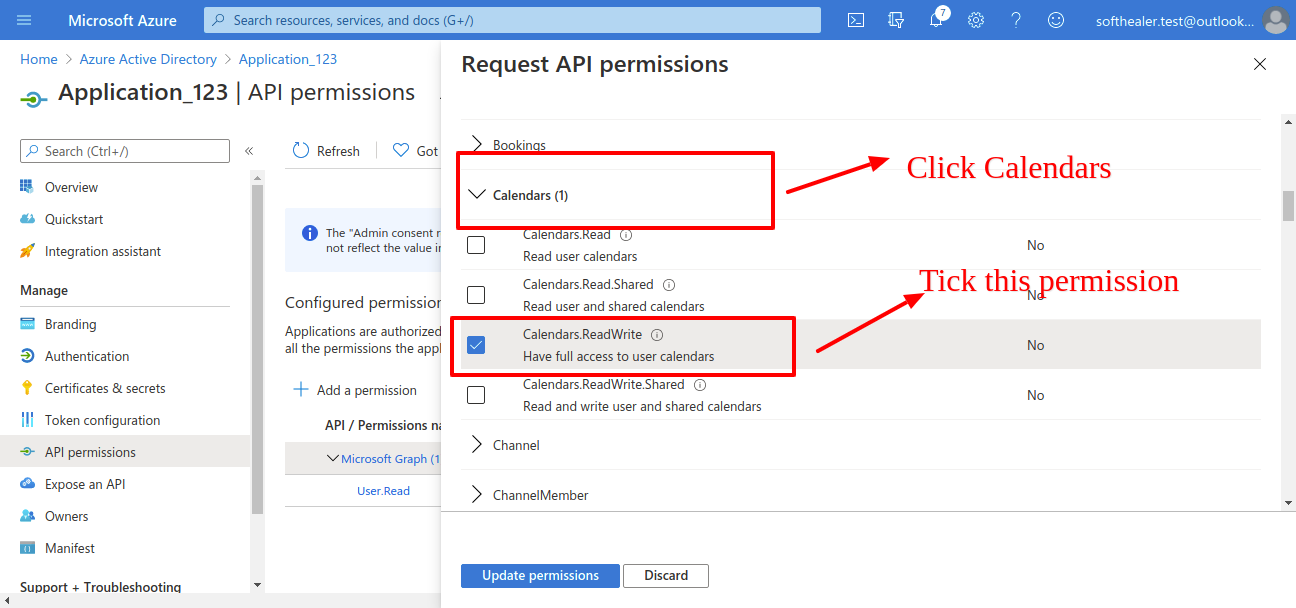 Microsoft Azure
Search resources, services, and docs (G+/)
7
softhealer.test@outlook...
Home > Azure Active Directory > Application_123
Application_123 | API permissions
Search (Ctrl+/)
«
Overview
Quickstart
Integration assistant
Manage
Branding
Authentication
Certificates & secrets
Token configuration
API permissions
Expose an API
Owners
Manifest
Support + Troubleshooting
Refresh
Got
The "Admin consent r
not reflect the value in
Configured permission
Applications are authorized
all the permissions the appl
Add a permission
API / Permissions na
Microsoft Graph (1
User.Read
Request API permissions
Bookings
Calendars (1)
Click Calendars
Calendars.Read
No
Read user calendars
Tick this permission
Calendars.Read.Shared
No
Read user and shared calendars
Calendars.ReadWrite
No
Have full access to user calendars
Calendars.ReadWrite.Shared
No
Read and write user and shared calendars
Channel
ChannelMember
Update permissions
Discard